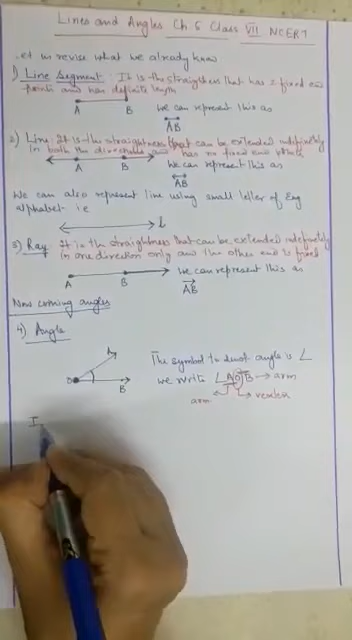 Lines and Angles Ch 5 Class VII NCERT
Let us revise what we already know
1) Line Segment: It is the straightness that has 2 fixed end
points and has definite length
A B we can represent this as
AB
2) Line: It is the straightness that can be extended indefinitely
in both the directions and has no fixed end points
A B we can represent this as
AB
We can also represent line using small letter of Eng
alphabet i.e
l
3) Ray: It is the straightness that can be extended indefinitely
in one direction only and the other end is fixed
A B we can represent this as
AB
Now coming angles
4) Angle
A
O
B
The symbol to denote angle is ∠
we write ∠AOB → arm
arm vertex
I